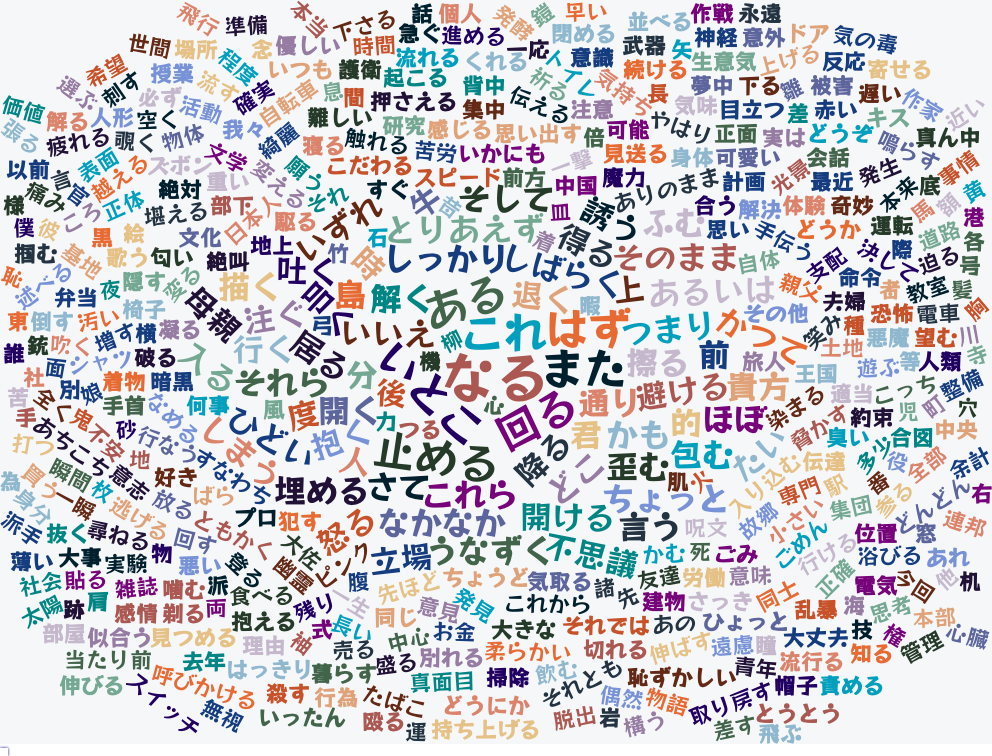 飛行 準備 本当 下さる 話 個人 発酵 鎧 早い 並べる 作戦 永遠
世間 場所 念 優しい 時間 急ぐ 進める 一応 閉める 武器 矢 神経 意外 ドア 気の毒
希望 程度 いつも 護衛 流れる くれる 人工 意識 続ける 生意気 上げる 反応 寄せる
選ぶ 刺す 授業 流す 確実 自転車 息 起こる 背中 祈る 気持ち 長 夢中 下る 雛 被害 遅い
価値 解る 人形 必ず 活動 我々 難しい 間 押さえる 集中 伝える 注意 気味 目立つ 差 赤い キス 作家 近い
張る 疲れる 覗く 空く 物体 綺麗 寝る 触れる 研究 感じる 思い出す 倍 可能 やはり 正面 実は どうぞ 鳴らす 真ん中
以前 言 表面 越える ズボン 文学 願う こだわる 苦労 いかにも 一撃 見送る 身体 可愛い 会話 発生 事情
様 痛み 官 正体 絶対 重い 変える それ すぐ スピード 前方 中国 魔力 ありのまま 計画 光景 最近 本来 底 黄
僕 彼 ころ 堪える 部下 日本人 駆る いずれ 牛 昔 そして 皿 誘う ふむ 合う 解決 体験 奇妙 馬 額 港
掴む 基地 黒 絵 歌う 匂い 文化 絶叫 地上 竹 石 とりあえず 着 得る そのまま 思い 手伝う どうか 運転 道路 各
恥 述べる 弁当 夜 隠す 放る 母親 描く 吐く 時 しっかり しばらく 上 自体 支配 決して 際 迫る 号
東 倒す 汚い 椅子 注ぐ 叩く 島 解く ある 退く 暇 あるいは 親父 その他 夫婦 命令 者 教室 髪
誰 銃 吹く 増す 横 凝る 行く 居る 弓 いいえ 柳 これ はず つまり かつて 笑み 種 恐怖 電車 胸
社 面 シャツ 破る 入る それら 分 機 いく なる また 擦る 前 旅人 土地 悪魔 望む 川 寺
苦 別 娘 着物 暗黒 後 とく 心 回る 通り 避ける 貴方 王国 遊ぶ 等 人類
手 全く 鬼 手首 なめる 何事 風 度 開く 力 つる 君 かも 的 ほぼ 染まる 適当 こっち 児 町 整備 穴
打つ あちこち 不安 砂 行なう しまう ひどい 抱く 人 止める 降る どこ 歪む 包む たい 脅かす 約束 臭い 合図 中央
為 買う 瞬間 枚 意志 地 好き すなわち 埋める さて これら 肌 火 ちょっと 入り込む 伝達 多少 役 全部 余計
身分 一瞬 逃げる 放る ばら プロ 犯す 怒る なかなか 開ける 言う 呪文 故郷 専門 駅 番 参る どんどん 右
派手 抜く 尋ねる 回す ともかく 大佐 ピンク 立場 うなずく 不思議 かむ 死 ごみ 小さい ごめん 集団 位置 窓 連邦
薄い 大事 実験 物 悪い 登る 幽霊 腹 先ほど ちょうど 気取る 諸 友達 労働 意味 行ける 浴びる あれ
社会 貼る 雑誌 噛む 派 食べる 残り 一生 意見 発見 これから 先 建物 さっき 同士 正確 電気 今回 他 机
太陽 跡 肩 感情 剃る 両 抱える 式 長い 同じ お金 大きな それでは あの ひょっと 乱暴 海 思考 本部
部屋 似合う 見つめる 理由 袖 売る 中心 別れる 柔らかい 切れる 伸ばす 遠慮 瞳 大丈夫 技 俺 管理 心臓
当たり前 去年 はっきり 暮らす 盛る 真面目 掃除 飲む それとも 恥ずかしい 青年 流行る 知る
伸びる スイッチ 呼びかける 殺す 行為 たばこ どうにか 偶然 物語 取り戻す 帽子 責める
無視 いったん 殴る 運 持ち上げる 脱出 岩 構う 差す とうとう 飛ぶ